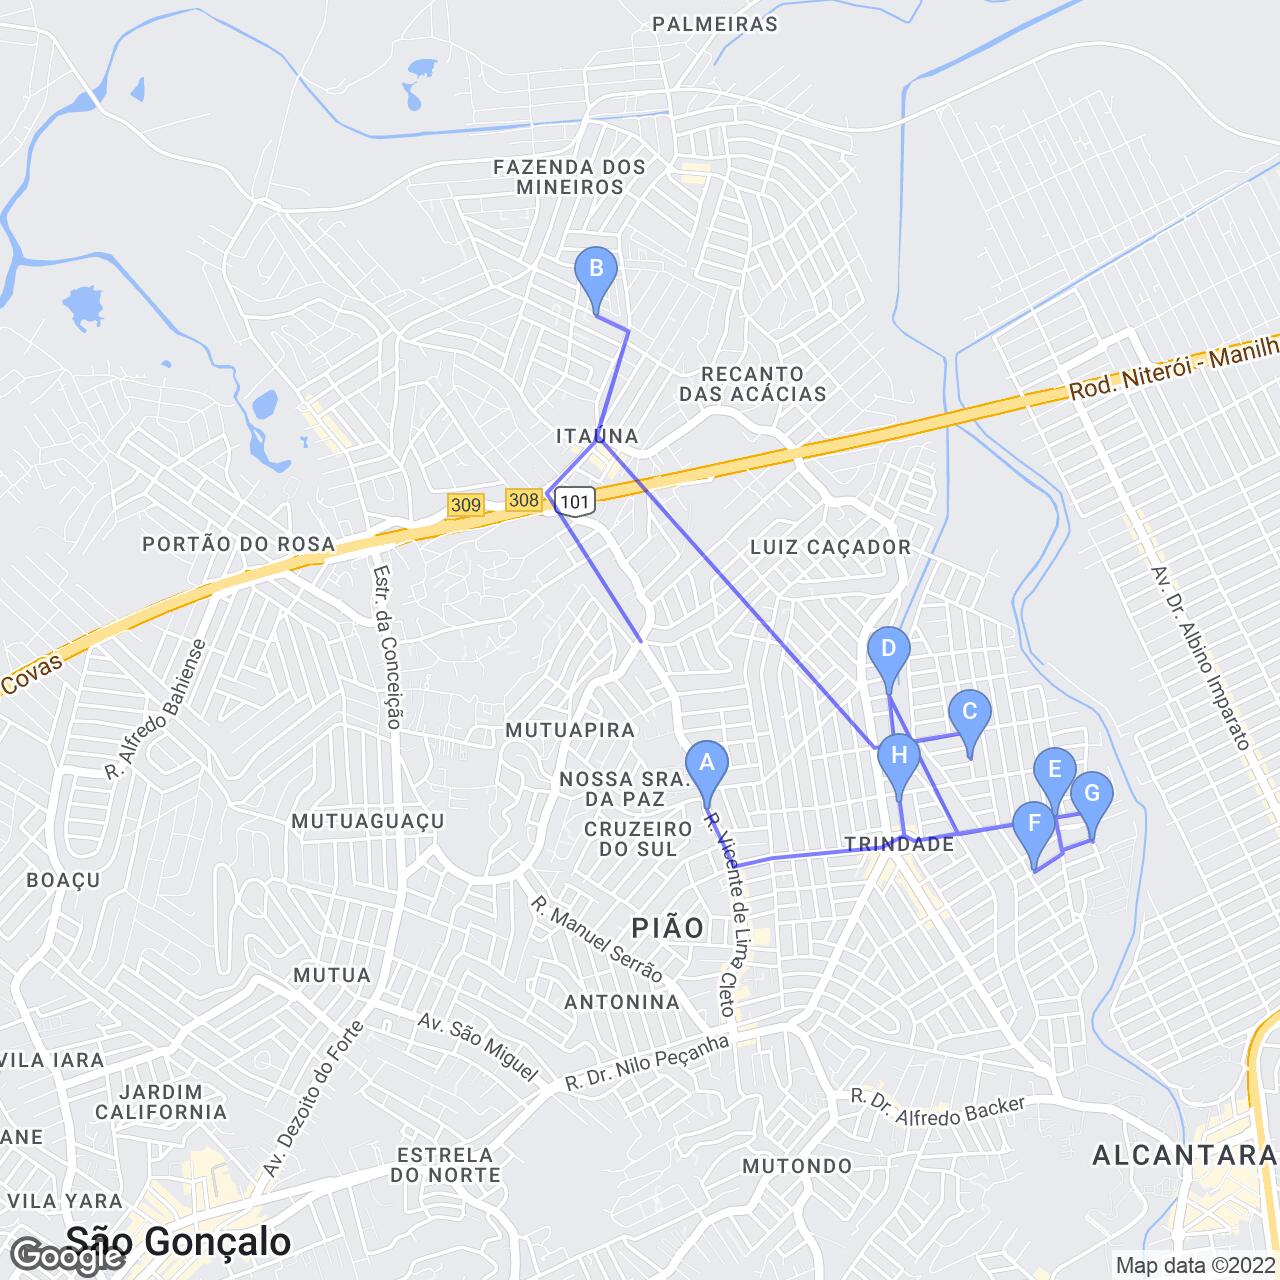 PALMEIRAS
FAZENDA DOS
MINEIROS
B
Rod. Niterói - Manilh
RECANTO
DAS ACÁCIAS
ITAÚNA
309
308
101
PORTÃO DO ROSA
LUIZ CAÇADOR
Estr. da Conceição
Av. Dr. Albino Imparato
Covas
R. Alfredo Bahiense
D
C
MUTUAPIRA
A
H
E
G
F
NOSSA SRA.
DA PAZ
MUTUAGUAÇU
CRUZEIRO
DO SUL
R. Vicente de Lima Cleto
TRINDADE
BOAÇU
R. Manuel Serrão
PIÃO
MUTUA
ANTONINA
Av. São Miguel
R. Dr. Nilo Peçanha
VILA IARA
Av. Dezoito do Forte
JARDIM
CALIFORNIA
R. Dr. Alfredo Backer
ANE
ESTRELA
DO NORTE
MUTONDO
ALCANTARA
VILA YARA
São Gonçalo
Google
Map data ©2022